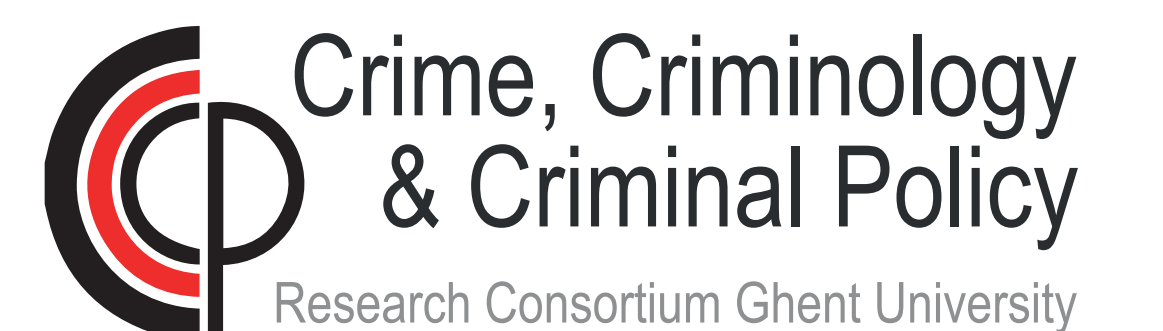 Crime, Criminology
& Criminal Policy
Research Consortium Ghent University